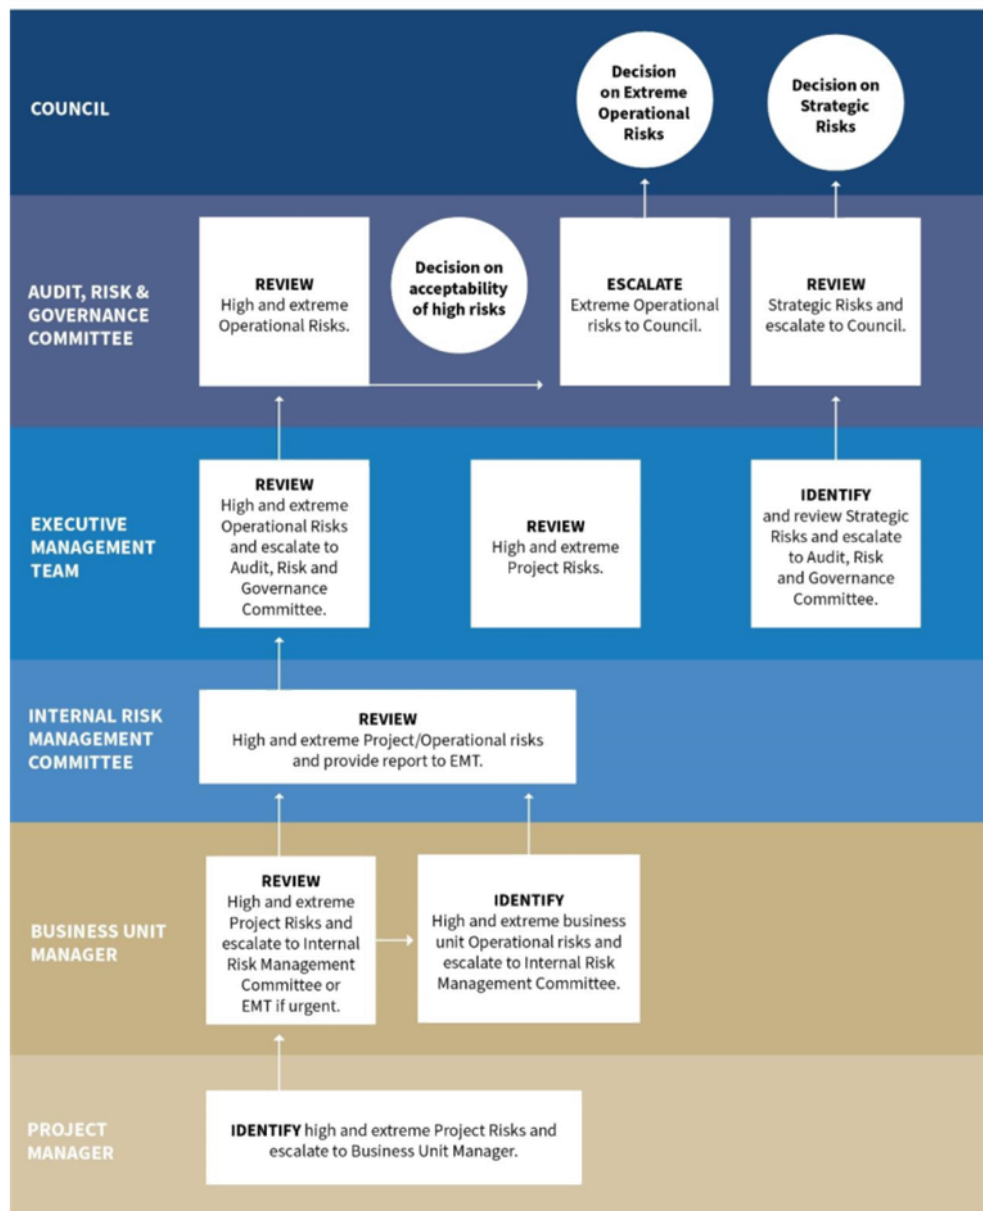 COUNCIL
Decision
on Extreme
Operational
Risks
Decision on
Strategic
Risks
AUDIT, RISK &
GOVERNANCE
COMMITTEE
REVIEW
High and extreme
Operational Risks.
Decision on
acceptability
of high risks
ESCALATE
Extreme Operational
risks to Council.
REVIEW
Strategic Risks and
escalate to Council.
EXECUTIVE
MANAGEMENT
TEAM
REVIEW
High and extreme
Operational Risks
and escalate to
Audit, Risk and
Governance
Committee.
REVIEW
High and extreme
Project Risks.
IDENTIFY
and review Strategic
Risks and escalate
to Audit, Risk
and Governance
Committee.
INTERNAL RISK
MANAGEMENT
COMMITTEE
REVIEW
High and extreme Project/Operational risks
and provide report to EMT.
BUSINESS UNIT
MANAGER
REVIEW
High and extreme
Project Risks and
escalate to Internal
Risk Management
Committee or
EMT if urgent.
IDENTIFY
High and extreme business
unit Operational risks and
escalate to Internal Risk
Management Committee.
PROJECT
MANAGER
IDENTIFY high and extreme Project Risks and
escalate to Business Unit Manager.